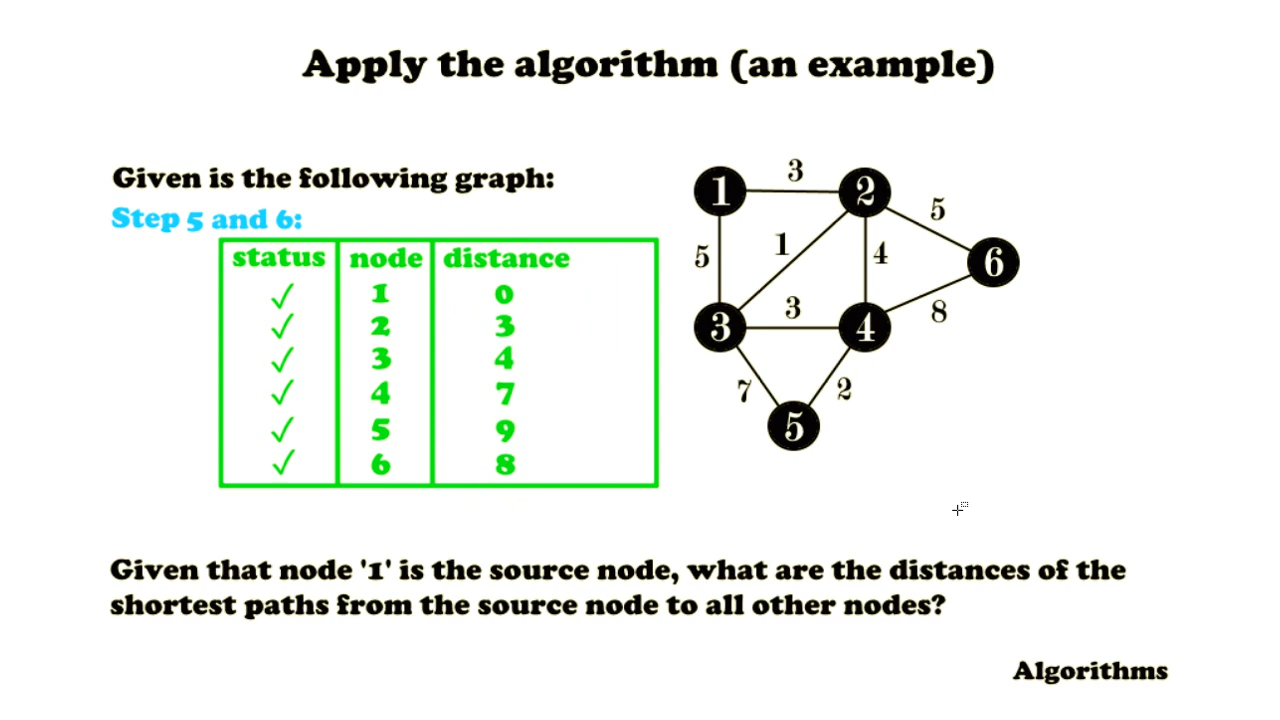 Apply the algorithm (an example)
Given is the following graph:
Step 5 and 6:
status node distance
✓ 1 0
✓ 2 3
✓ 3 4
✓ 4 7
✓ 5 9
✓ 6 8
3
1 2
5
5 1 4 6
3
8
3 4
7 2
5
Given that node '1' is the source node, what are the distances of the
shortest paths from the source node to all other nodes?
Algorithms